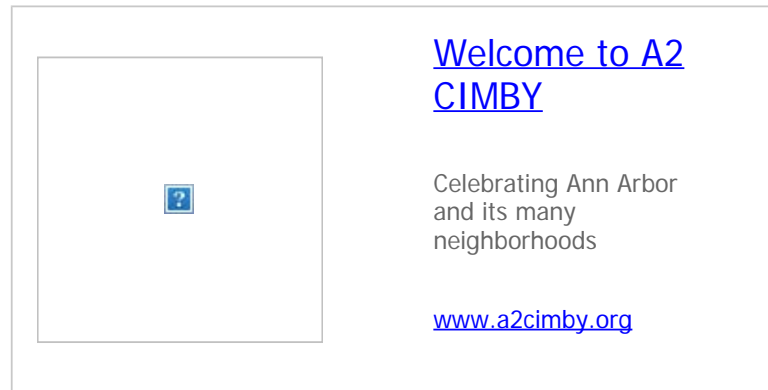 Welcome to A2
CIMBY
Celebrating Ann Arbor
and its many
neighborhoods
www.a2cimby.org